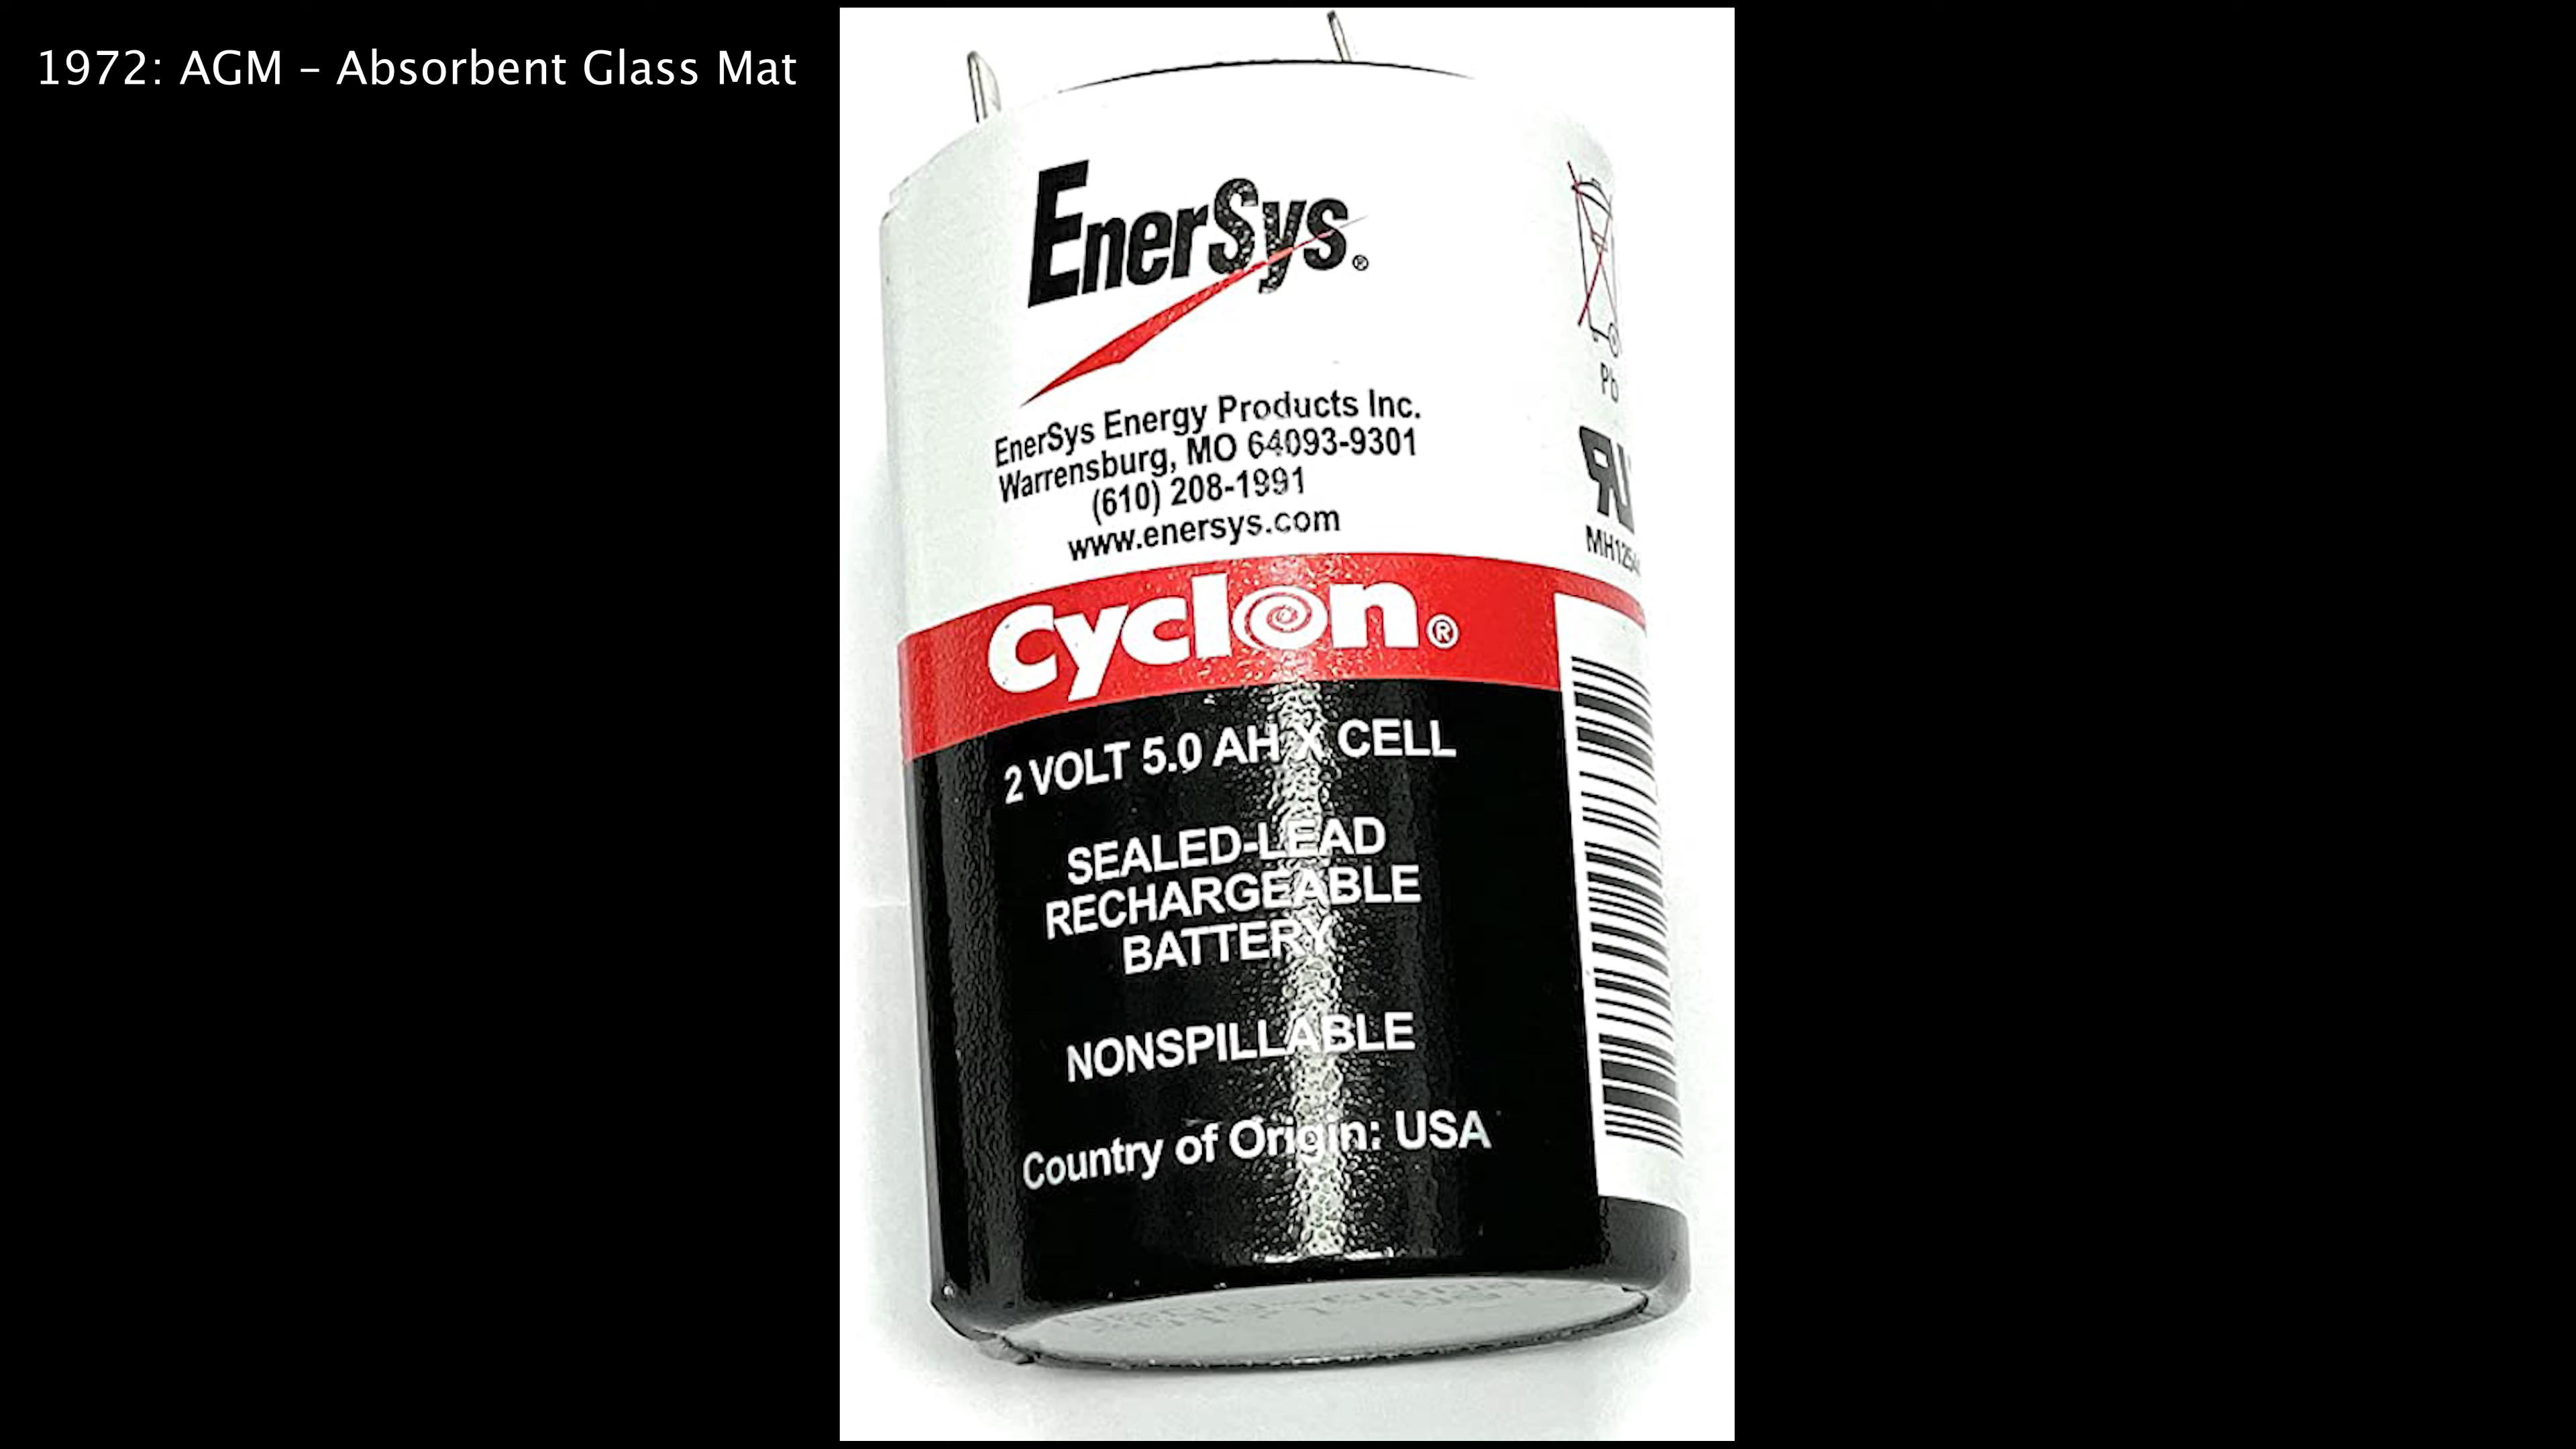 1972: AGM – Absorbent Glass Mat
EnerSys®
EnerSys Energy Products Inc.
Warrensburg, MO 64093-9301
(610) 208-1991
www.enersys.com
Pb
Cyclon®
2 VOLT 5.0 AH X CELL
SEALED-LEAD
RECHARGEABLE
BATTERY
NONSPILLABLE
Country of Origin: USA